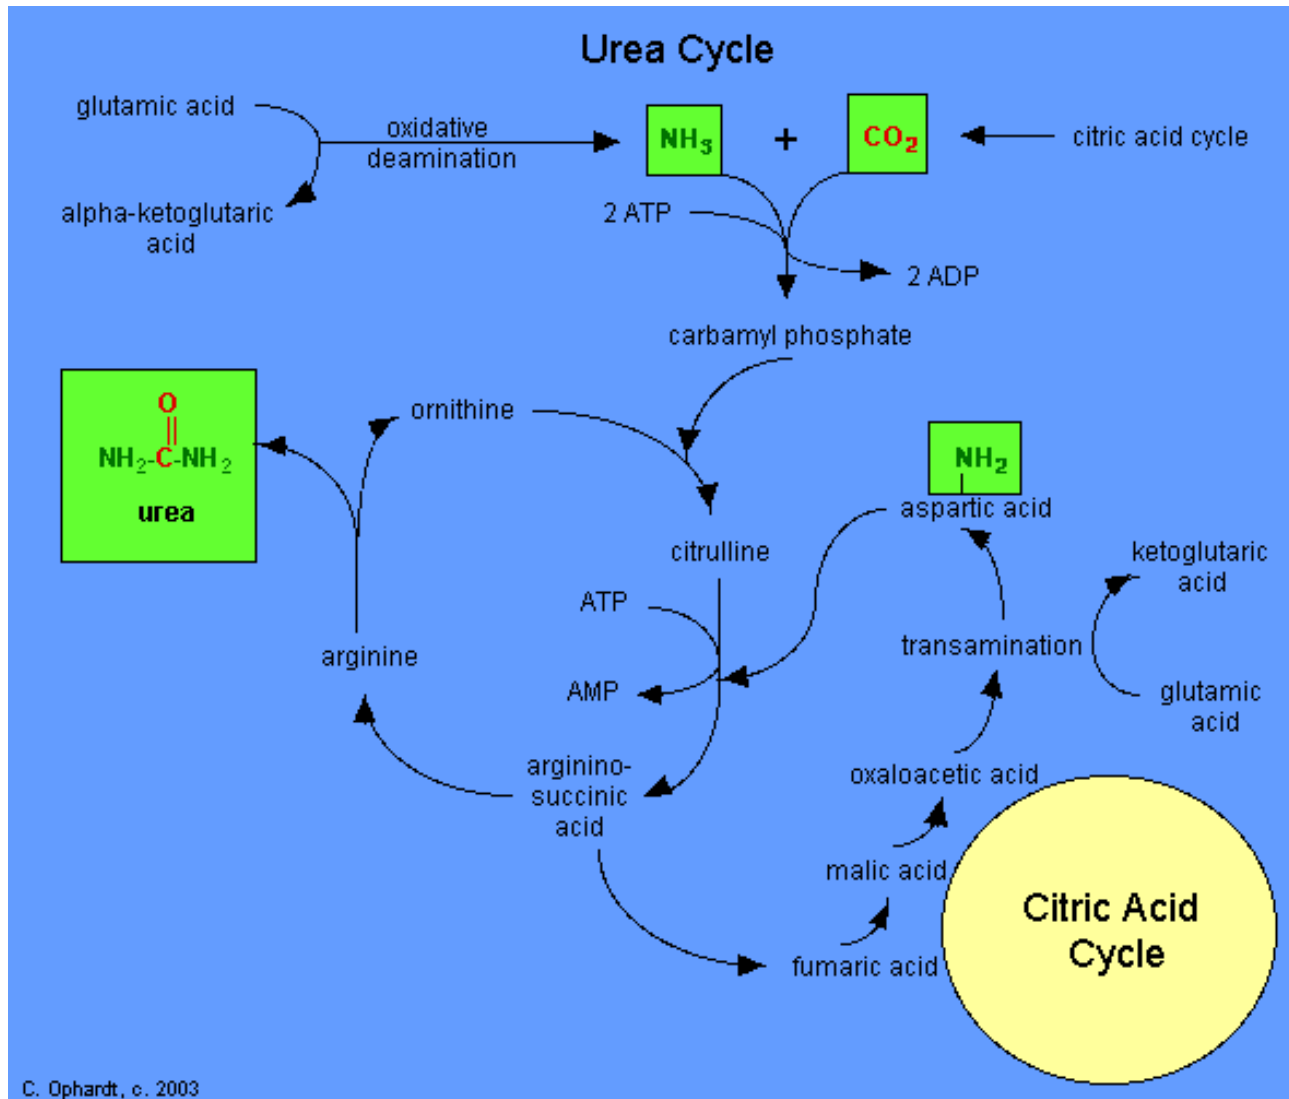 Urea Cycle
glutamic acid
oxidative
deamination
NH3 + CO2
citric acid cycle
alpha-ketoglutaric
acid
2 ATP
2 ADP
carbamyl phosphate
O
NH2-C-NH2
urea
ornithine
NH2
aspartic acid
citrulline
ketoglutaric
acid
ATP
arginine
transamination
AMP
glutamic
acid
arginino-
succinic
acid
oxaloacetic acid
malic acid
fumaric acid
Citric Acid
Cycle
C. Ophardt, c. 2003